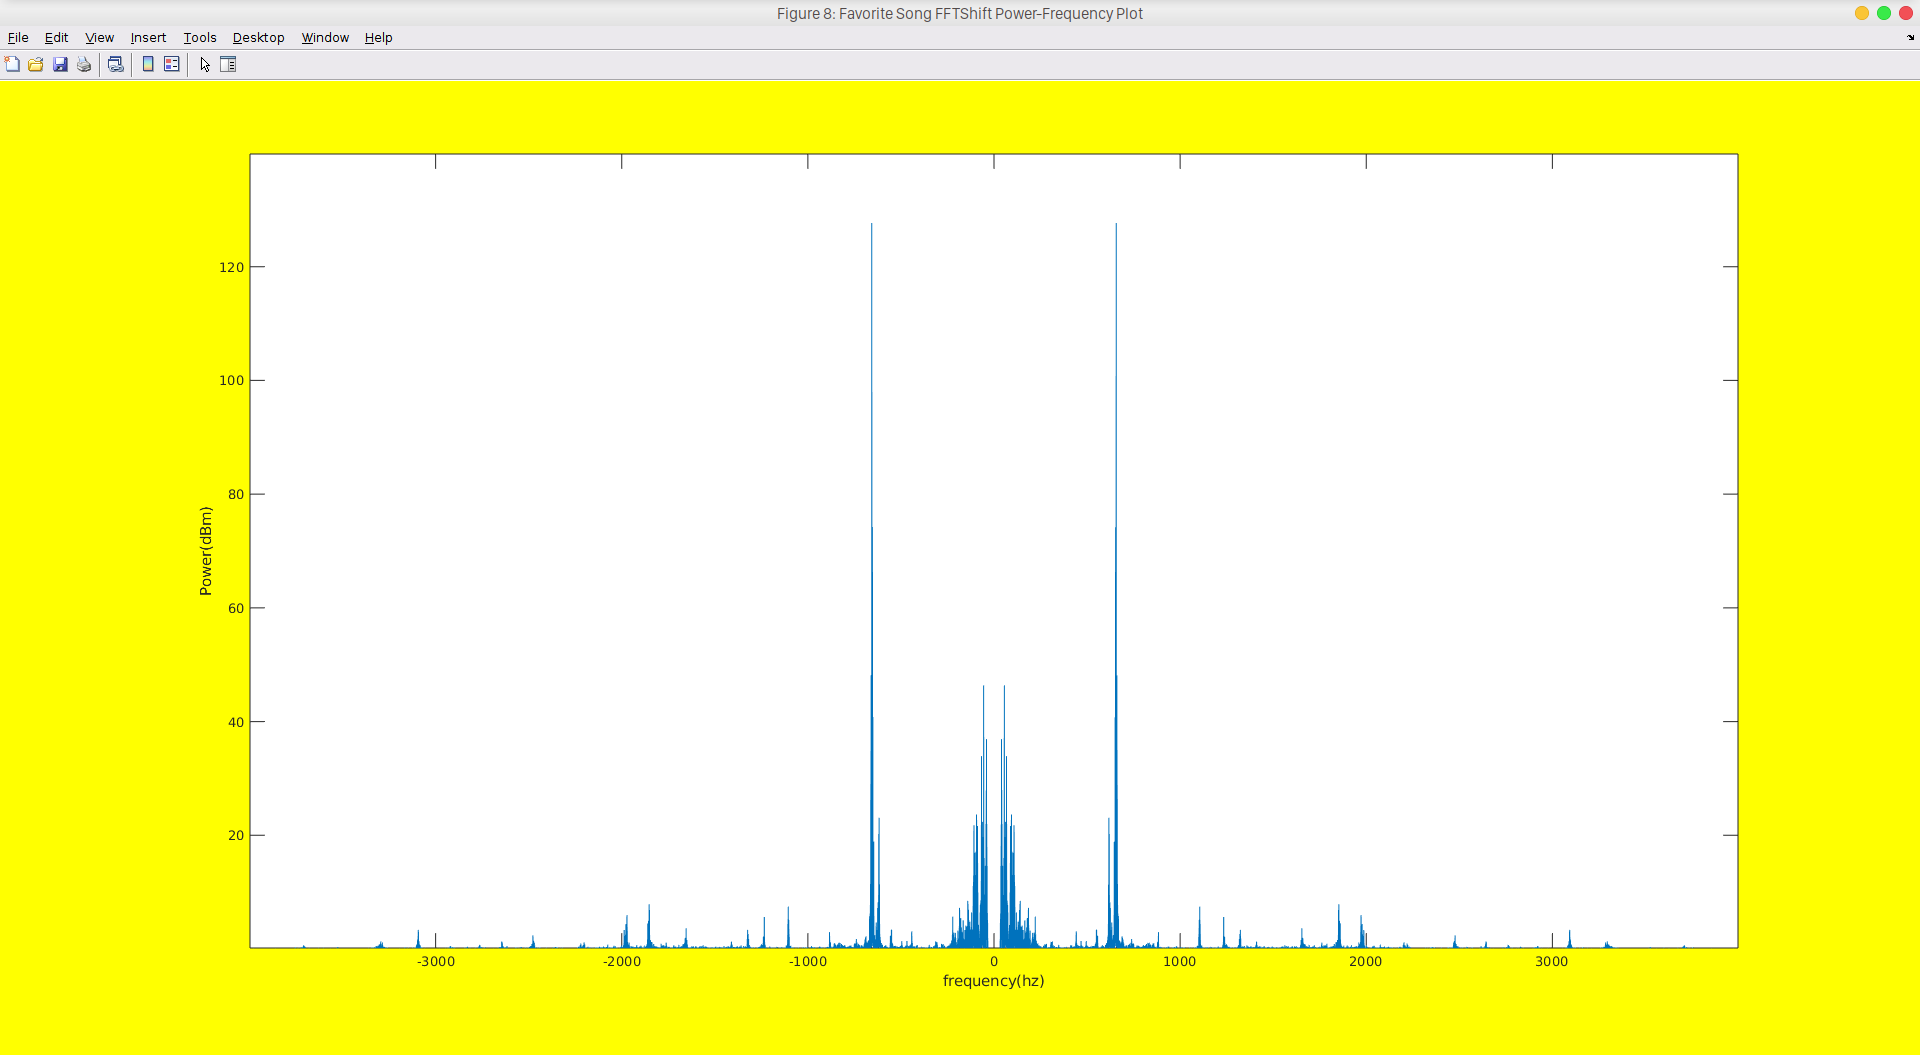 Figure 8: Favorite Song FFTShift Power-Frequency Plot
File Edit View Insert Tools Desktop Window Help
120
100
80
60
40
20
Power(dBm)
-3000 -2000 -1000 0 1000 2000 3000
frequency(hz)